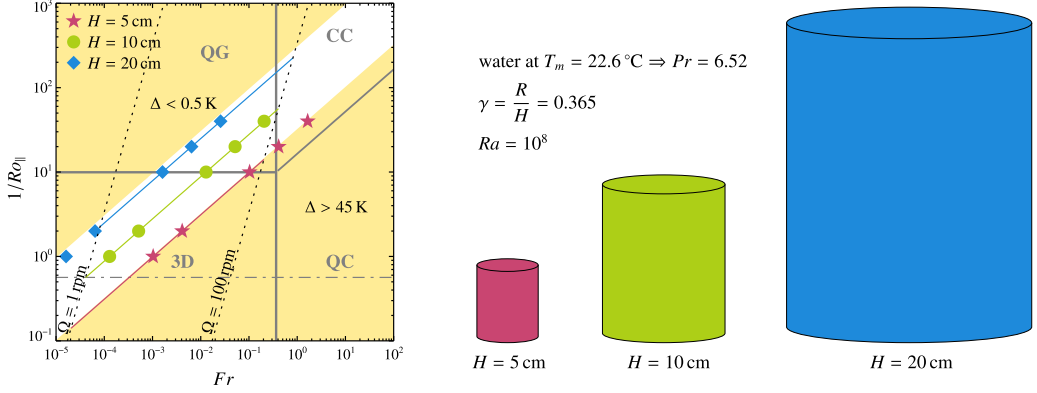 10³
10²
10¹
10⁰
10⁻¹
1/Ro∥
H = 5 cm
H = 10 cm
H = 20 cm
QG
CC
Δ < 0.5 K
Δ > 45 K
3D
QC
Ω = 1 rpm
Ω = 100 rpm
10⁻⁵ 10⁻⁴ 10⁻³ 10⁻² 10⁻¹ 10⁰ 10¹ 10²
Fr
water at Tₘ = 22.6 °C ⇒ Pr = 6.52
γ = R/H = 0.365
Ra = 10⁸
H = 5 cm
H = 10 cm
H = 20 cm